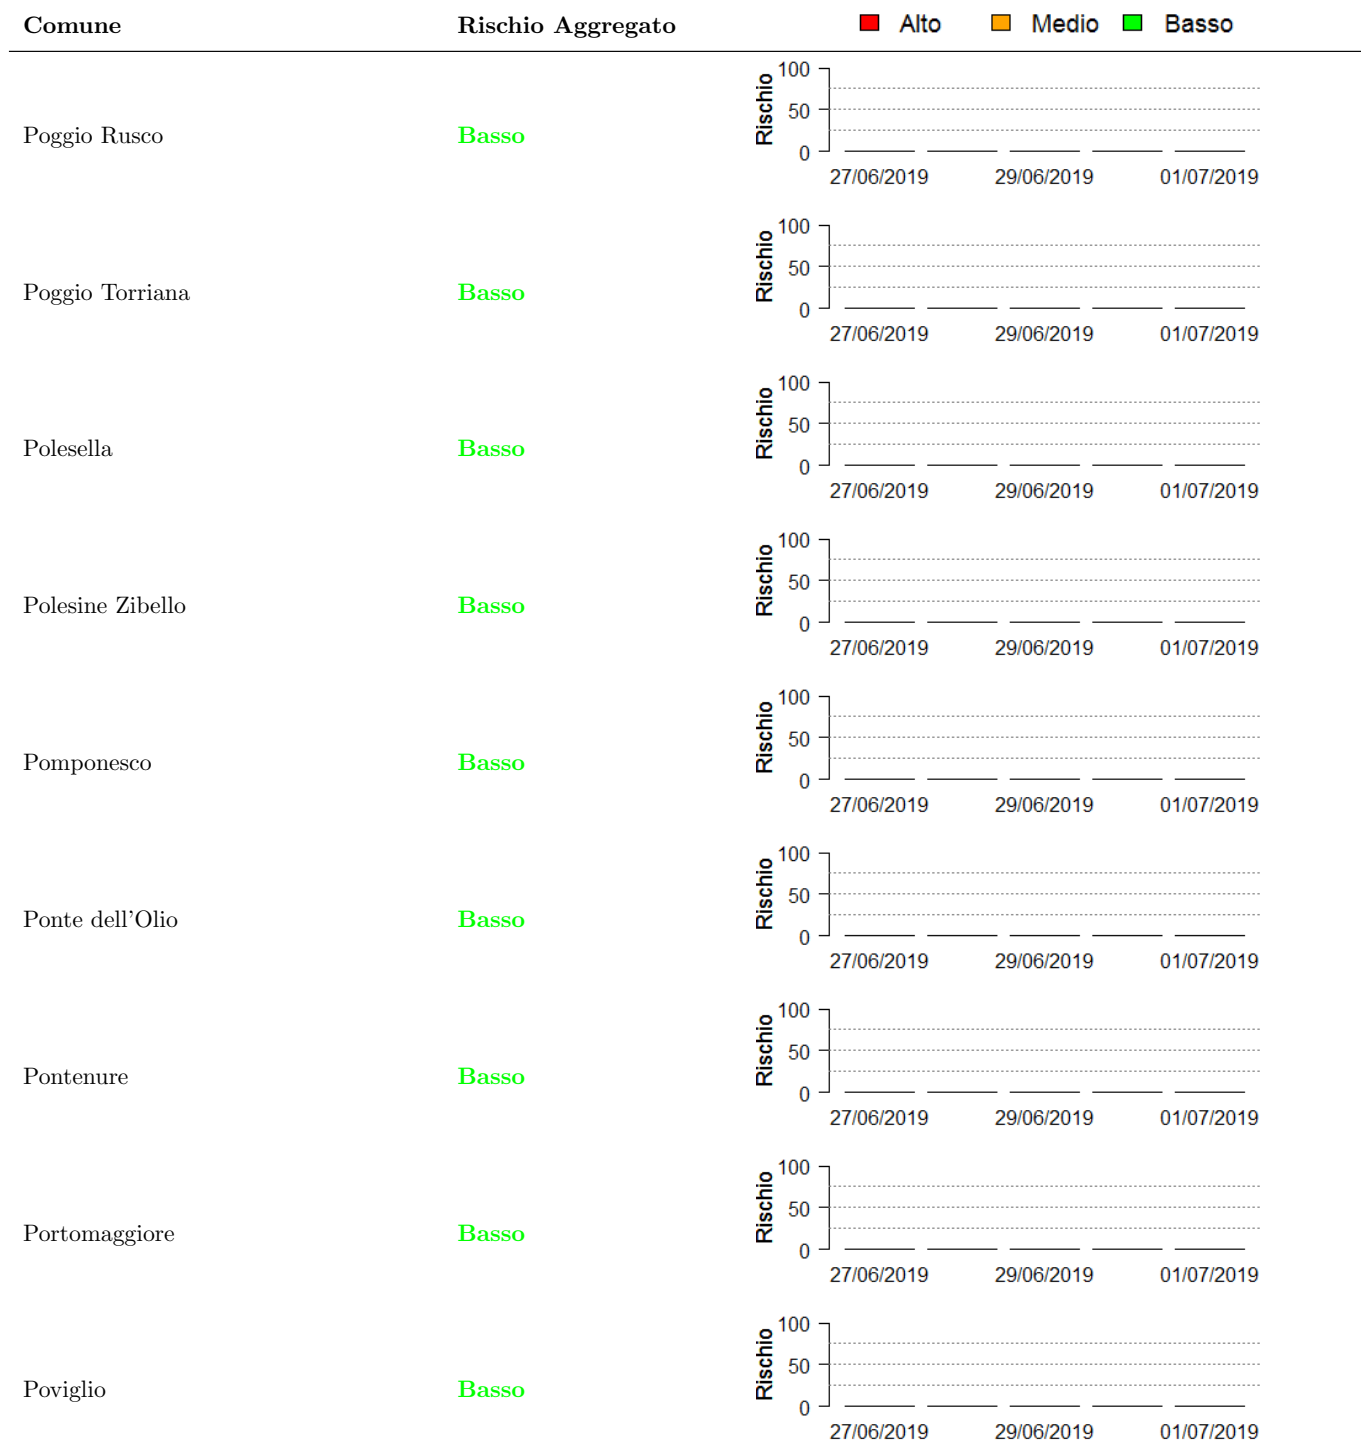 Comune Rischio Aggregato Alto Medio Basso
Poggio Rusco Basso
Rischio
100
50
0
27/06/2019 29/06/2019 01/07/2019
Poggio Torriana Basso
Rischio
100
50
0
27/06/2019 29/06/2019 01/07/2019
Polesella Basso
Rischio
100
50
0
27/06/2019 29/06/2019 01/07/2019
Polesine Zibello Basso
Rischio
100
50
0
27/06/2019 29/06/2019 01/07/2019
Pomponesco Basso
Rischio
100
50
0
27/06/2019 29/06/2019 01/07/2019
Ponte dell'Olio Basso
Rischio
100
50
0
27/06/2019 29/06/2019 01/07/2019
Pontenure Basso
Rischio
100
50
0
27/06/2019 29/06/2019 01/07/2019
Portomaggiore Basso
Rischio
100
50
0
27/06/2019 29/06/2019 01/07/2019
Poviglio Basso
Rischio
100
50
0
27/06/2019 29/06/2019 01/07/2019